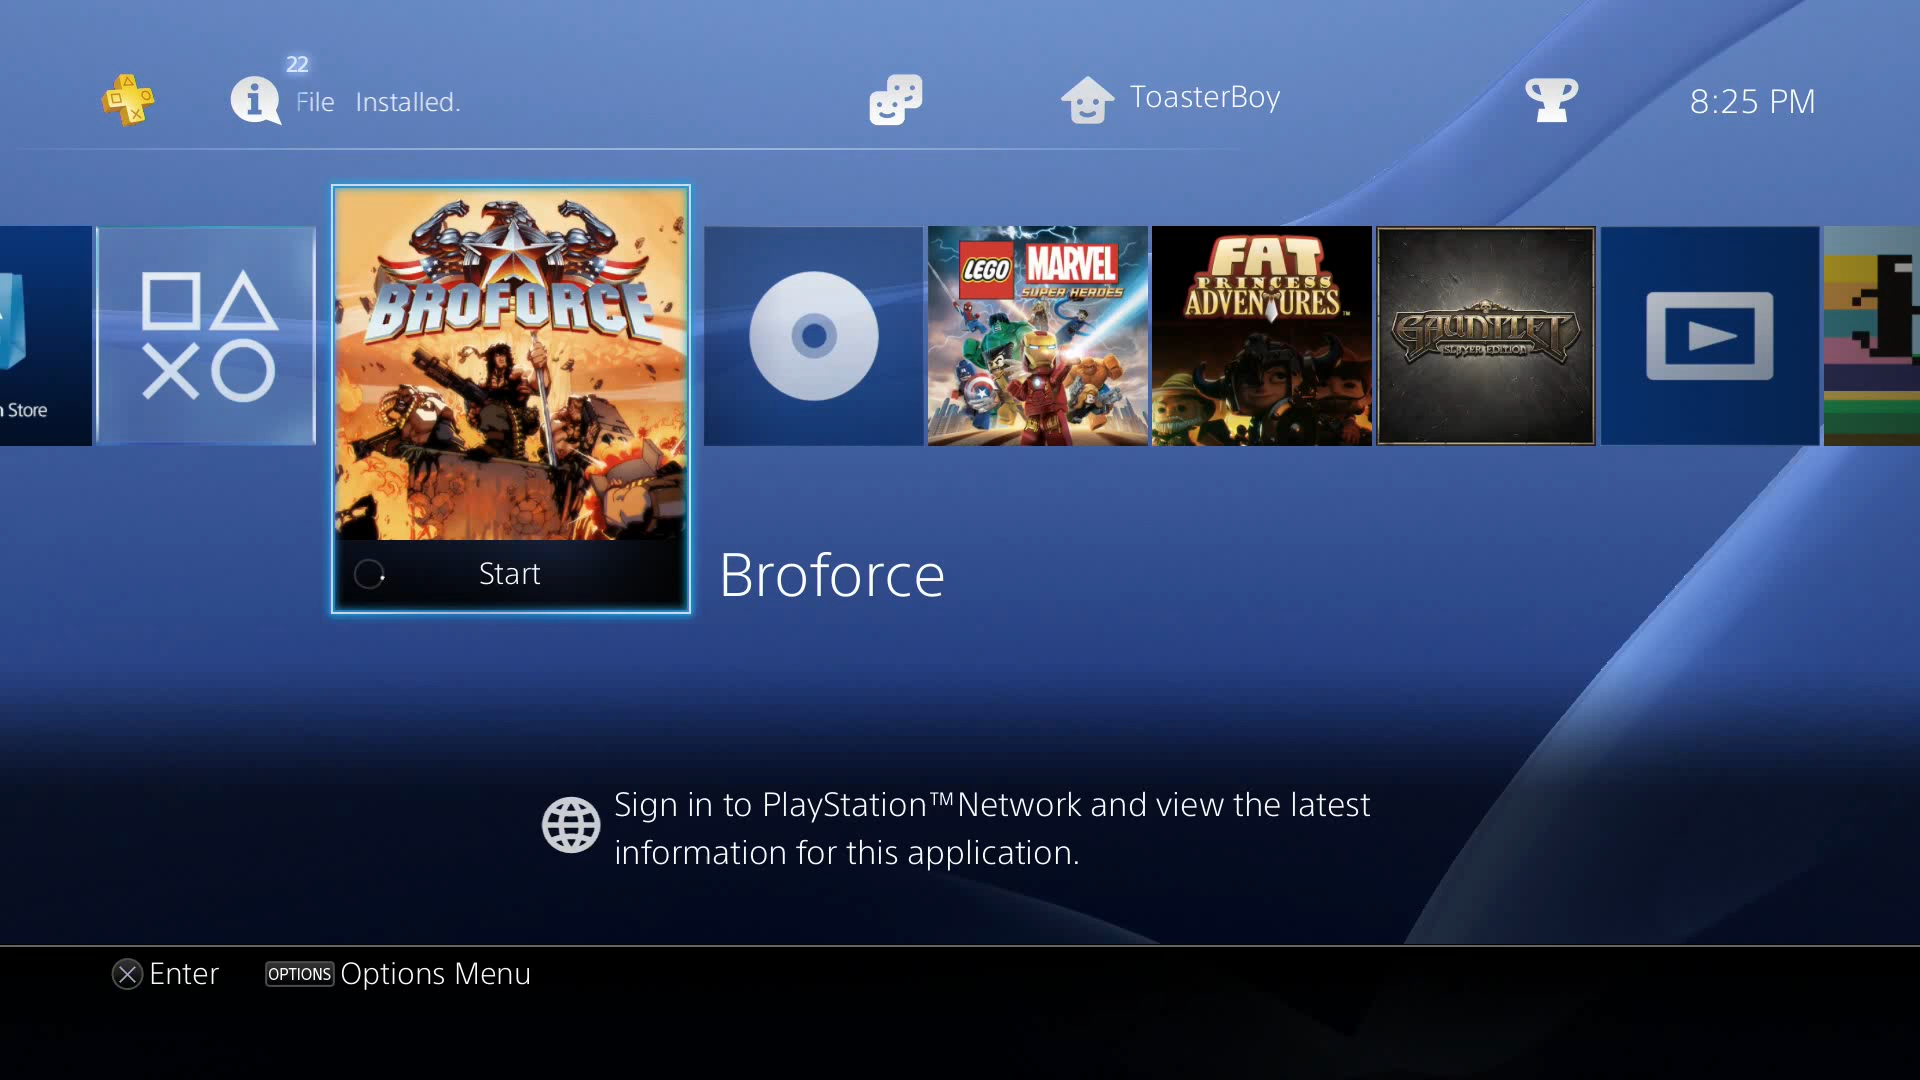 22
File Installed.
ToasterBoy
8:25 PM
Store
BROFORCE
LEGO MARVEL
SUPER HEROES
FAT
PRINCESS
ADVENTURES™
GAUNTLET
SLAYER EDITION
Start
Broforce
Sign in to PlayStation™Network and view the latest
information for this application.
Enter
OPTIONS Options Menu